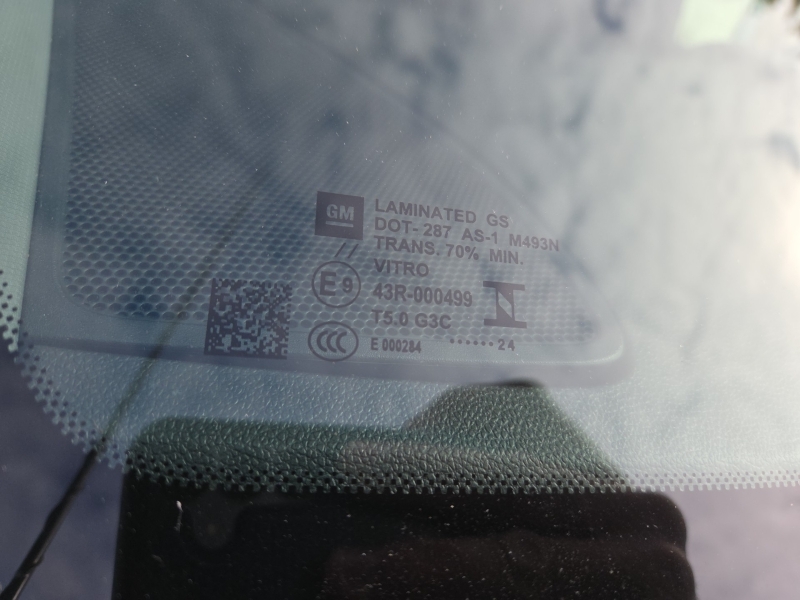 GM
LAMINATED GS
DOT- 287 AS-1 M493N
TRANS. 70% MIN.
VITRO
E9
43R-000499
T5.0 G3C
CCC
E 000284
•••••• 24